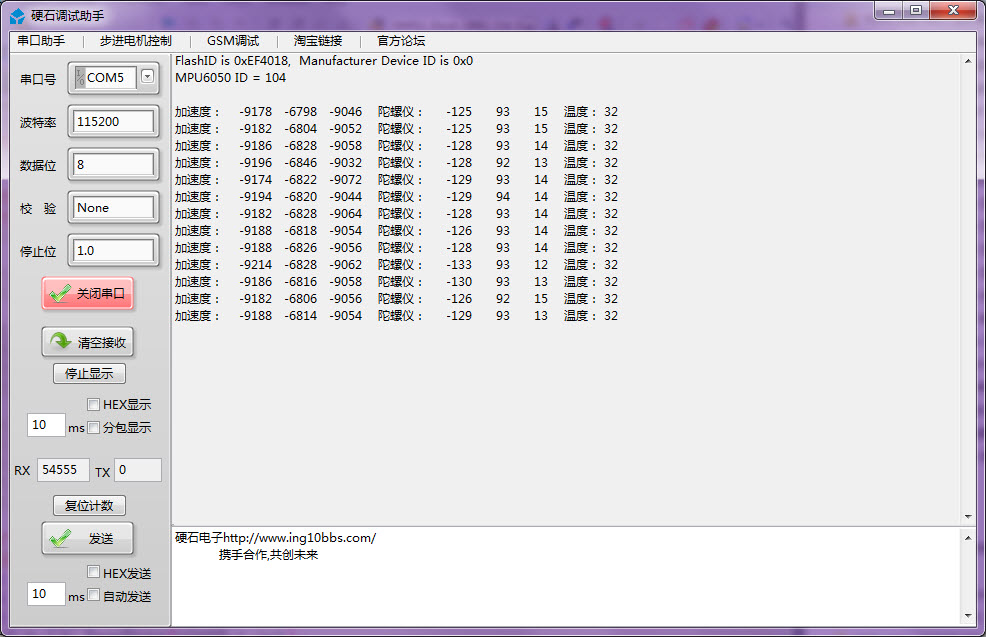 硬石调试助手
串口助手 步进电机控制 GSM调试 淘宝链接 官方论坛
串口号 COM5
波特率 115200
数据位 8
校 验 None
停止位 1.0
关闭串口
清空接收
停止显示
HEX显示
10 ms 分包显示
RX 54555 TX 0
复位计数
发送
HEX发送
10 ms 自动发送
FlashID is 0xEF4018, Manufacturer Device ID is 0x0
MPU6050 ID = 104
加速度： -9178 -6798 -9046 陀螺仪： -125 93 15 温度：32
加速度： -9182 -6804 -9052 陀螺仪： -125 93 15 温度：32
加速度： -9186 -6828 -9058 陀螺仪： -128 93 14 温度：32
加速度： -9196 -6846 -9032 陀螺仪： -128 92 13 温度：32
加速度： -9174 -6822 -9072 陀螺仪： -129 93 14 温度：32
加速度： -9194 -6820 -9044 陀螺仪： -129 94 14 温度：32
加速度： -9182 -6828 -9064 陀螺仪： -128 93 14 温度：32
加速度： -9188 -6818 -9054 陀螺仪： -126 93 14 温度：32
加速度： -9188 -6826 -9056 陀螺仪： -128 93 14 温度：32
加速度： -9214 -6828 -9062 陀螺仪： -133 93 12 温度：32
加速度： -9186 -6816 -9058 陀螺仪： -130 93 13 温度：32
加速度： -9182 -6806 -9056 陀螺仪： -126 92 15 温度：32
加速度： -9188 -6814 -9054 陀螺仪： -129 93 13 温度：32
硬石电子http://www.ing10bbs.com/
携手合作,共创未来